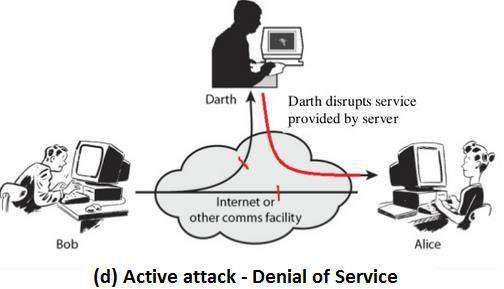 Darth
Darth disrupts service
provided by server
Internet or
other comms facility
Bob
Alice
(d) Active attack - Denial of Service